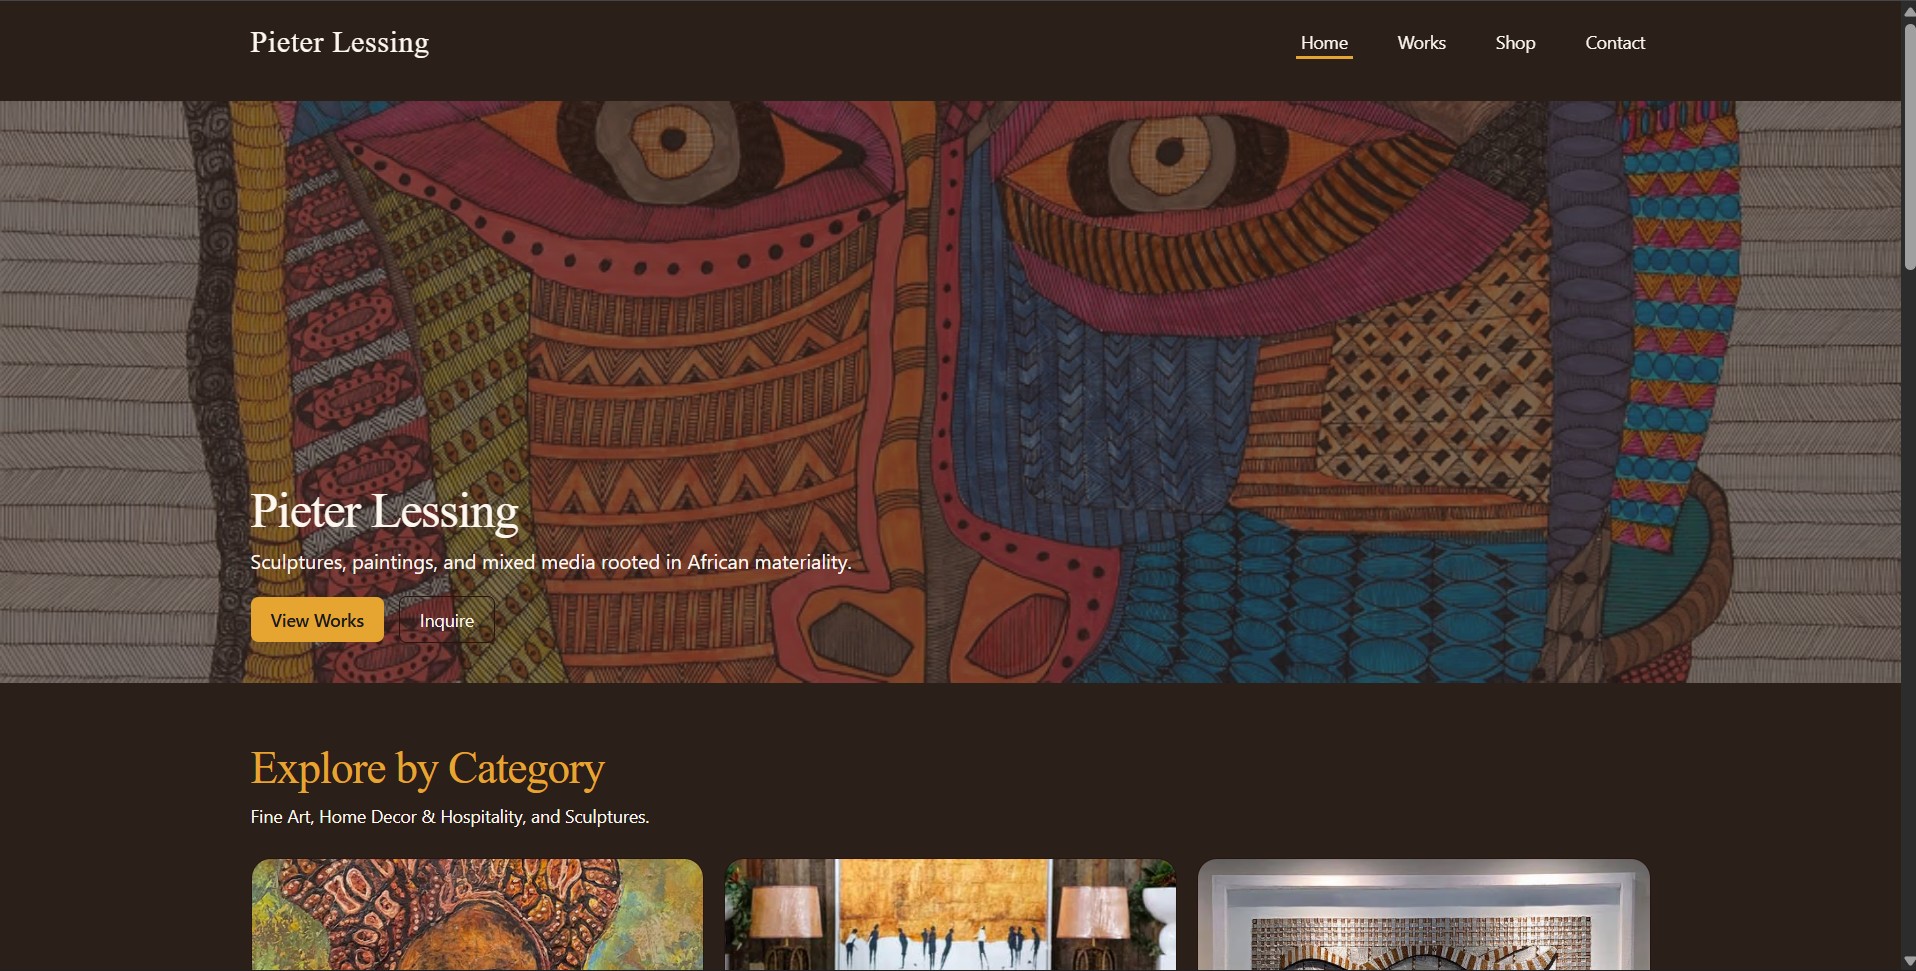 Pieter Lessing
Home
Works
Shop
Contact
Pieter Lessing
Sculptures, paintings, and mixed media rooted in African materiality.
View Works
Inquire
Explore by Category
Fine Art, Home Decor & Hospitality, and Sculptures.